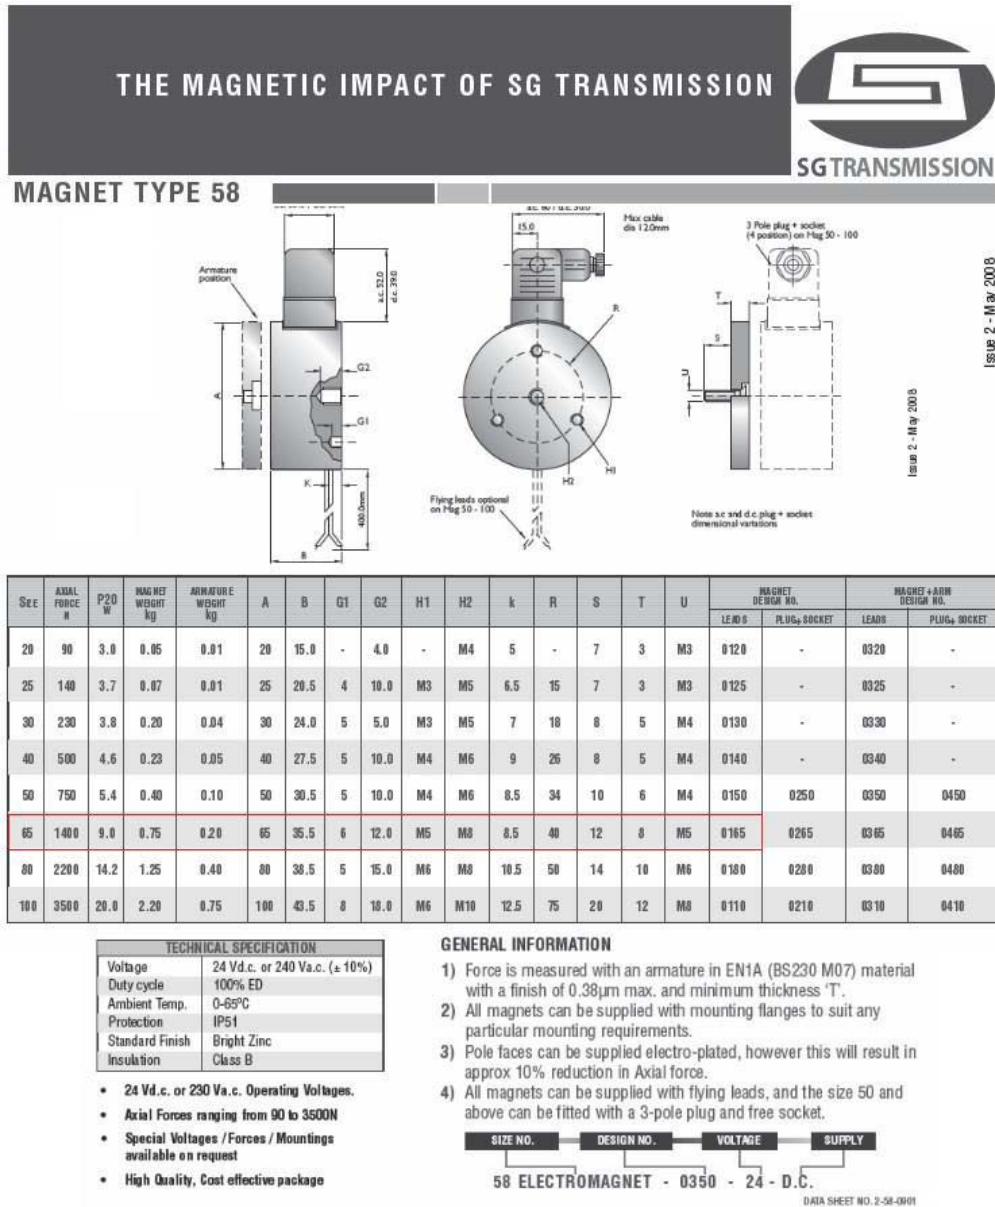 THE MAGNETIC IMPACT OF SG TRANSMISSION
SG TRANSMISSION
MAGNET TYPE 58
15.0
Max cable
dia 12.0mm
3 Pole plug + socket
(4 position) on Mag 50 - 100
Armature
position
a.c. 52.0
d.c. 39.0
A
G2
G1
K
B
400.0mm
R
H1
H2
Flying leads optional
on Mag 50 - 100
T
S
U
Note a.c and d.c. plug + socket
dimensional variations
Issue 2 - May 2008
Issue 2 - May 2008
SIZE AXIAL FORCE N P20 W MAGNET WEIGHT kg ARMATURE WEIGHT kg A B G1 G2 H1 H2 k R S T U MAGNET DESIGN NO. MAGNET+ARM DESIGN NO.
LEADS PLUG+ SOCKET LEADS PLUG+ SOCKET
20 90 3.0 0.05 0.01 20 15.0 - 4.0 - M4 5 - 7 3 M3 0120 - 0320 -
25 140 3.7 0.07 0.01 25 20.5 4 10.0 M3 M5 6.5 15 7 3 M3 0125 - 0325 -
30 230 3.8 0.20 0.04 30 24.0 5 5.0 M3 M5 7 18 8 5 M4 0130 - 0330 -
40 500 4.6 0.23 0.05 40 27.5 5 10.0 M4 M6 9 26 8 5 M4 0140 - 0340 -
50 750 5.4 0.40 0.10 50 30.5 5 10.0 M4 M6 8.5 34 10 6 M4 0150 0250 0350 0450
65 1400 9.0 0.75 0.20 65 35.5 6 12.0 M5 M8 8.5 40 12 8 M5 0165 0265 0365 0465
80 2200 14.2 1.25 0.40 80 38.5 5 15.0 M6 M8 10.5 50 14 10 M6 0180 0280 0380 0480
100 3500 20.0 2.20 0.75 100 43.5 8 18.0 M6 M10 12.5 75 20 12 M8 0110 0210 0310 0410
TECHNICAL SPECIFICATION
Voltage 24 Vd.c. or 240 Va.c. (± 10%)
Duty cycle 100% ED
Ambient Temp. 0-65ºC
Protection IP51
Standard Finish Bright Zinc
Insulation Class B
• 24 Vd.c. or 230 Va.c. Operating Voltages.
• Axial Forces ranging from 90 to 3500N
• Special Voltages / Forces / Mountings
available on request
• High Quality, Cost effective package
GENERAL INFORMATION
1) Force is measured with an armature in EN1A (BS230 M07) material
with a finish of 0.38µm max. and minimum thickness ‘T’.
2) All magnets can be supplied with mounting flanges to suit any
particular mounting requirements.
3) Pole faces can be supplied electro-plated, however this will result in
approx 10% reduction in Axial force.
4) All magnets can be supplied with flying leads, and the size 50 and
above can be fitted with a 3-pole plug and free socket.
SIZE NO. DESIGN NO. VOLTAGE SUPPLY
58 ELECTROMAGNET - 0350 - 24 - D.C.
DATA SHEET NO. 2-58-0901